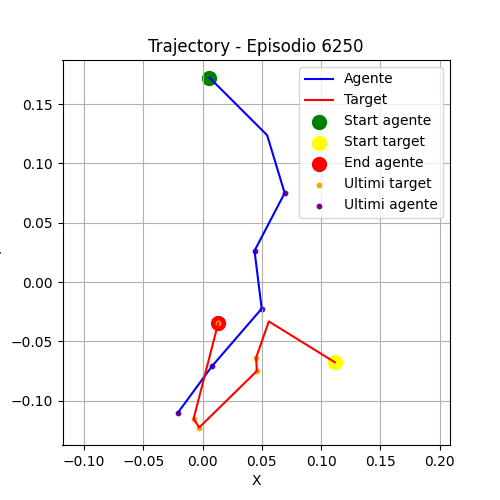 Trajectory - Episodio 6250
Agente
Target
Start agente
Start target
End agente
Ultimi target
Ultimi agente
0.15
0.10
0.05
0.00
−0.05
−0.10
−0.10 −0.05 0.00 0.05 0.10 0.15 0.20
X